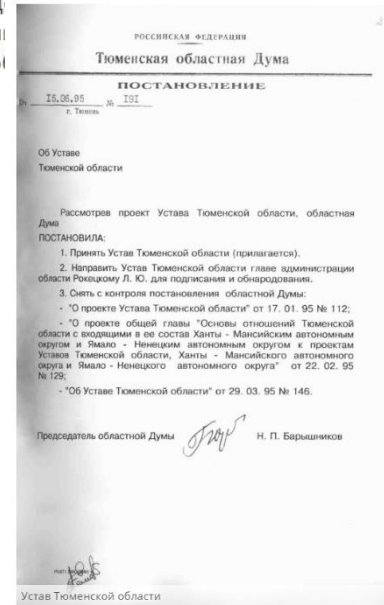 РОССИЙСКАЯ ФЕДЕРАЦИЯ
Тюменская областная Дума
ПОСТАНОВЛЕНИЕ
От 15.06.95 № 191
г. Тюмень
Об Уставе
Тюменской области
Рассмотрев проект Устава Тюменской области, областная
Дума
ПОСТАНОВИЛА:
1. Принять Устав Тюменской области (прилагается).
2. Направить Устав Тюменской области главе администрации
области Рокецкому Л. Ю. для подписания и обнародования.
3. Снять с контроля постановления областной Думы:
- "О проекте Устава Тюменской области" от 17. 01. 95 № 112;
- "О проекте общей главы "Основы отношений Тюменской
области с входящими в ее состав Ханты - Мансийским автономным
округом и Ямало - Ненецким автономным округом к проектам
Уставов Тюменской области, Ханты - Мансийского автономного
округа и Ямало - Ненецкого автономного округа" от 22. 02. 95
№ 129;
- "Об Уставе Тюменской области" от 29. 03. 95 № 146.
Председатель областной Думы Н. П. Барышников
Устав Тюменской области